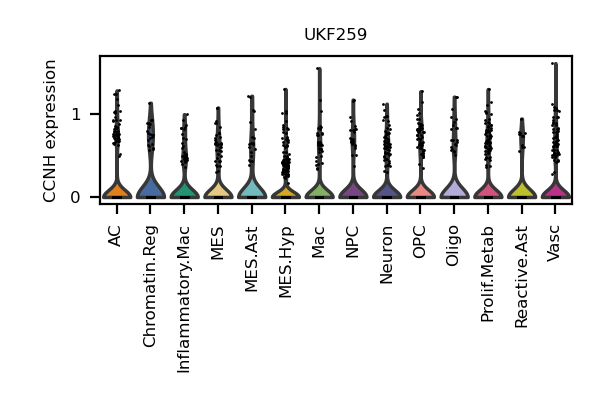 UKF259
CCNH expression
1
0
AC
Chromatin.Reg
Inflammatory.Mac
MES
MES.Ast
MES.Hyp
Mac
NPC
Neuron
OPC
Oligo
Prolif.Metab
Reactive.Ast
Vasc